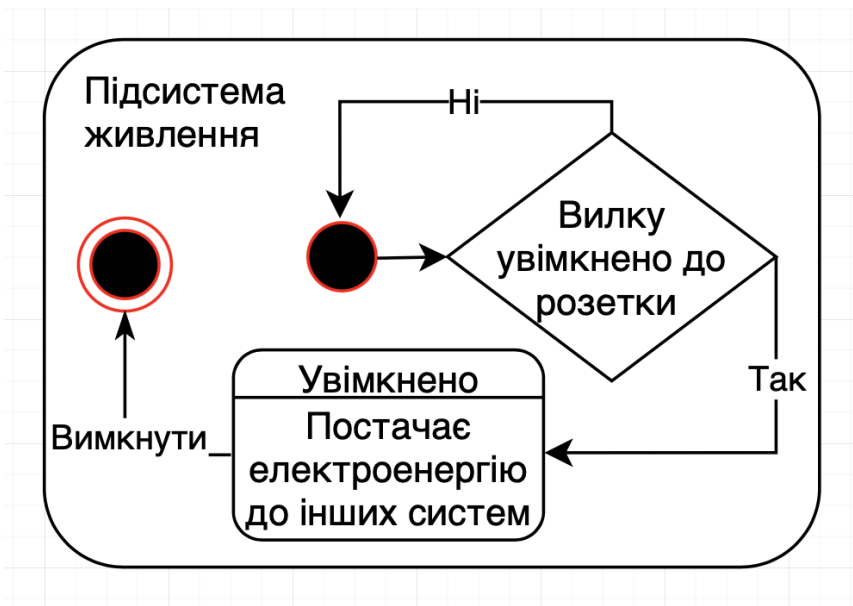 Підсистема
живлення
Ні
Вилку
увімкнено до
розетки
Так
Увімкнено
Постачає
електроенергію
до інших систем
Вимкнути